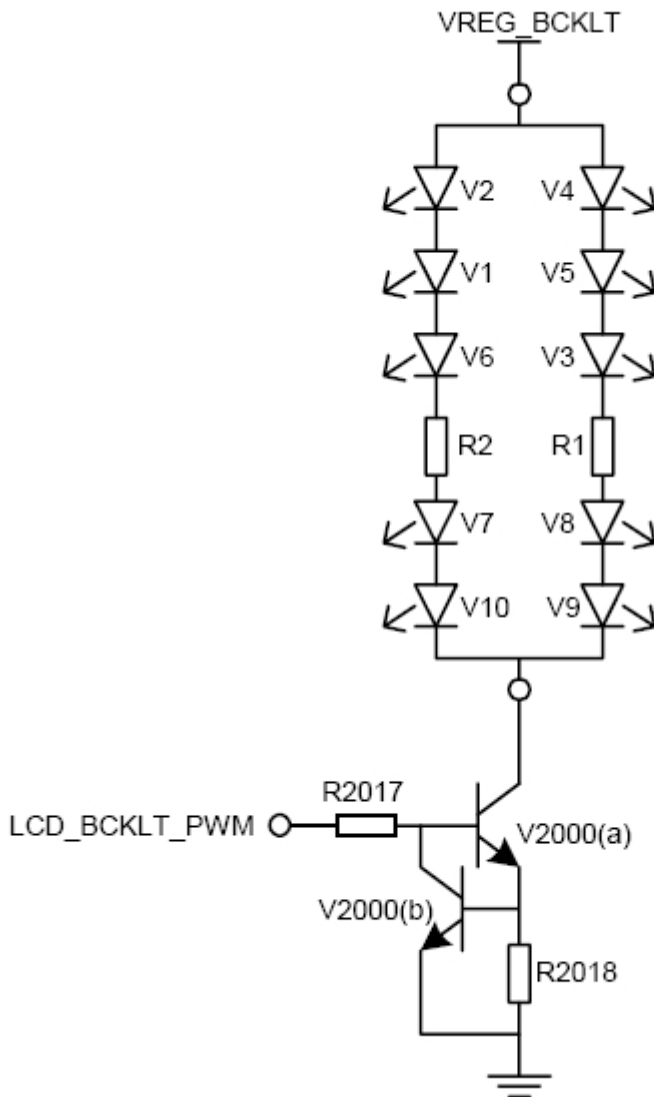 VREG_BCKLT
V2 V4
V1 V5
V6 V3
R2 R1
V7 V8
V10 V9
R2017
LCD_BCKLT_PWM
V2000(a)
V2000(b)
R2018